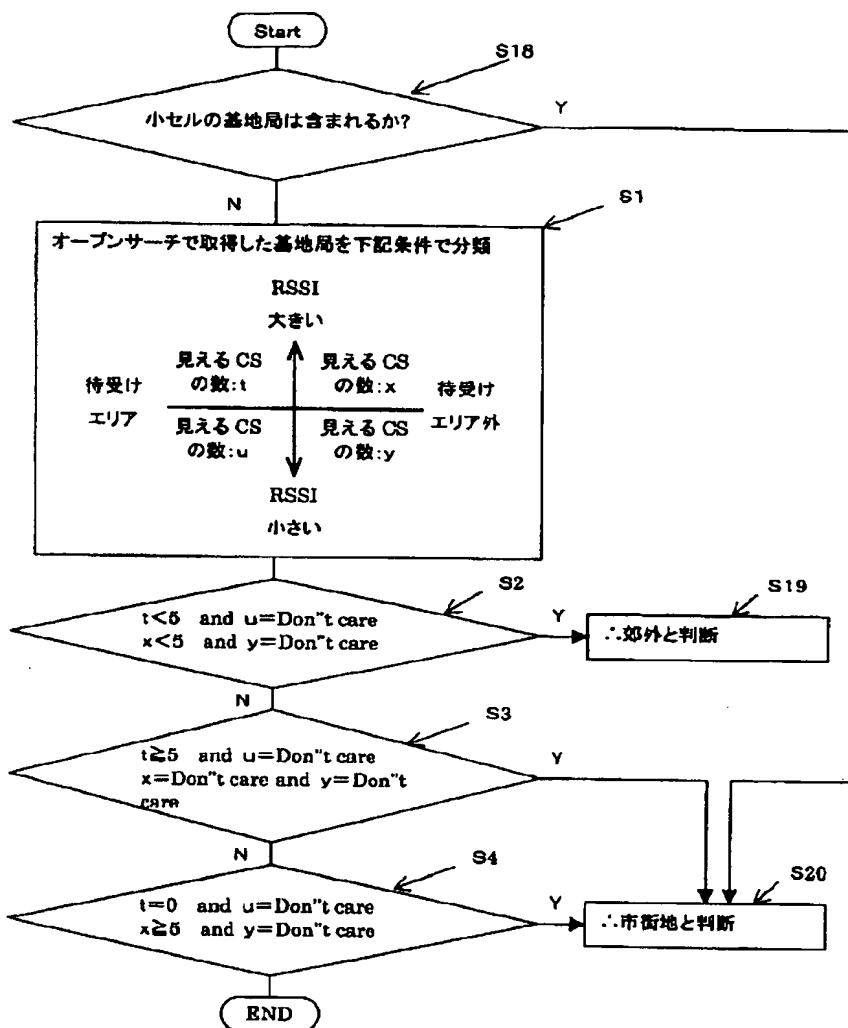 Start
S18
小セルの基地局は含まれるか?
Y
N
S1
オープンサーチで取得した基地局を下記条件で分類
RSSI
大きい
見える CS
の数:t
見える CS
の数:x
待受け
エリア
待受け
エリア外
見える CS
の数:u
見える CS
の数:y
RSSI
小さい
S2
t<5 and u=Don"t care
x<5 and y=Don"t care
Y
S19
∴郊外と判断
N
S3
t≧5 and u=Don"t care
x=Don"t care and y=Don"t
care
Y
N
S4
t=0 and u=Don"t care
x≧5 and y=Don"t care
Y
S20
∴市街地と判断
END